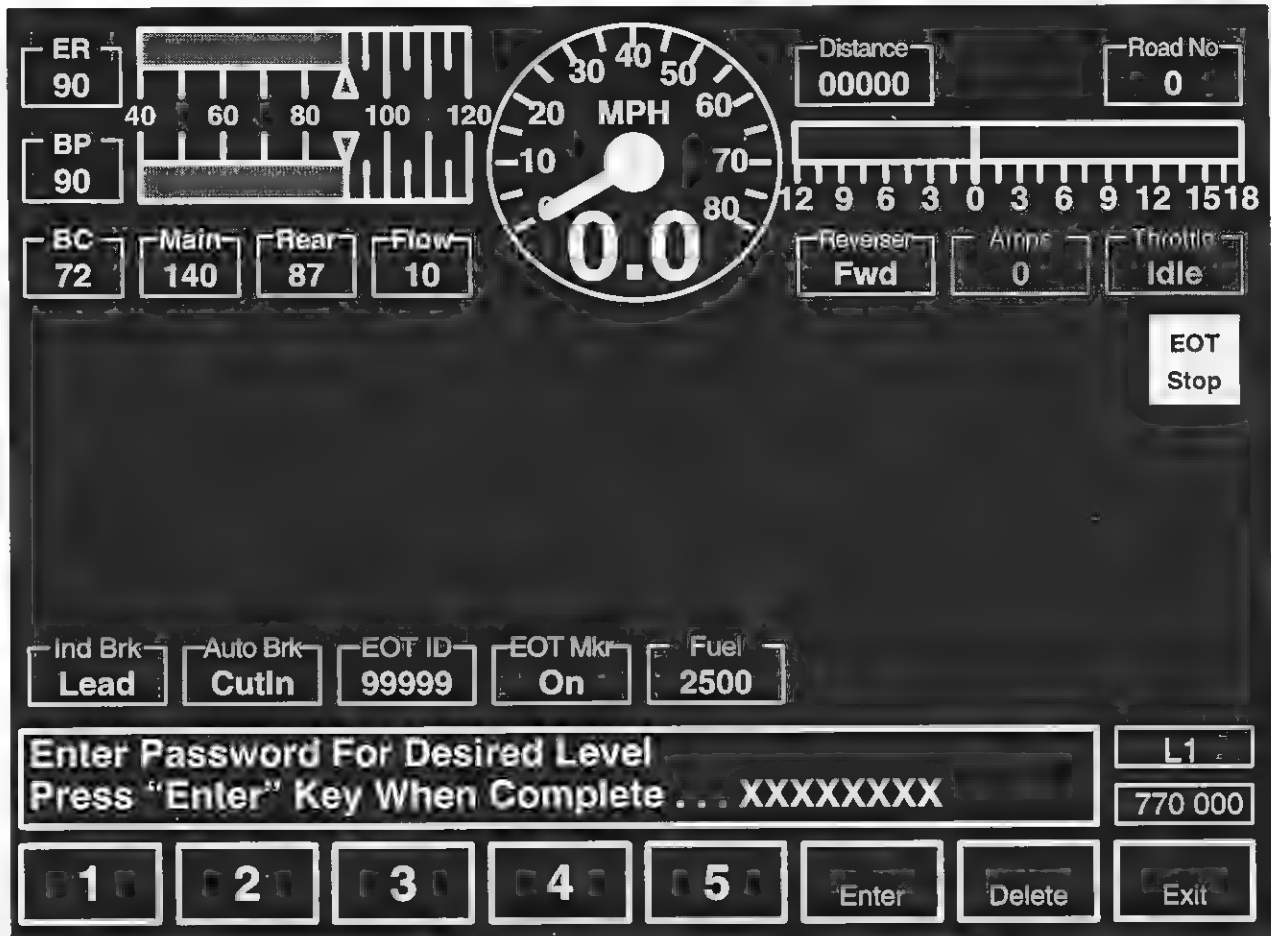 ER
90
40 60 80 100 120
BP
90
BC
72
Main
140
Rear
87
Flow
10
0 10 20 30 40 50 60 70 80
MPH
0.0
Distance
00000
Road No
0
12 9 6 3 0 3 6 9 12 15 18
Reverser
Fwd
Amps
0
Throttle
Idle
EOT
Stop
Ind Brk
Lead
Auto Brk
CutIn
EOT ID
99999
EOT Mkr
On
Fuel
2500
Enter Password For Desired Level
Press “Enter” Key When Complete . . . XXXXXXXX
L1
770 000
1 2 3 4 5 Enter Delete Exit